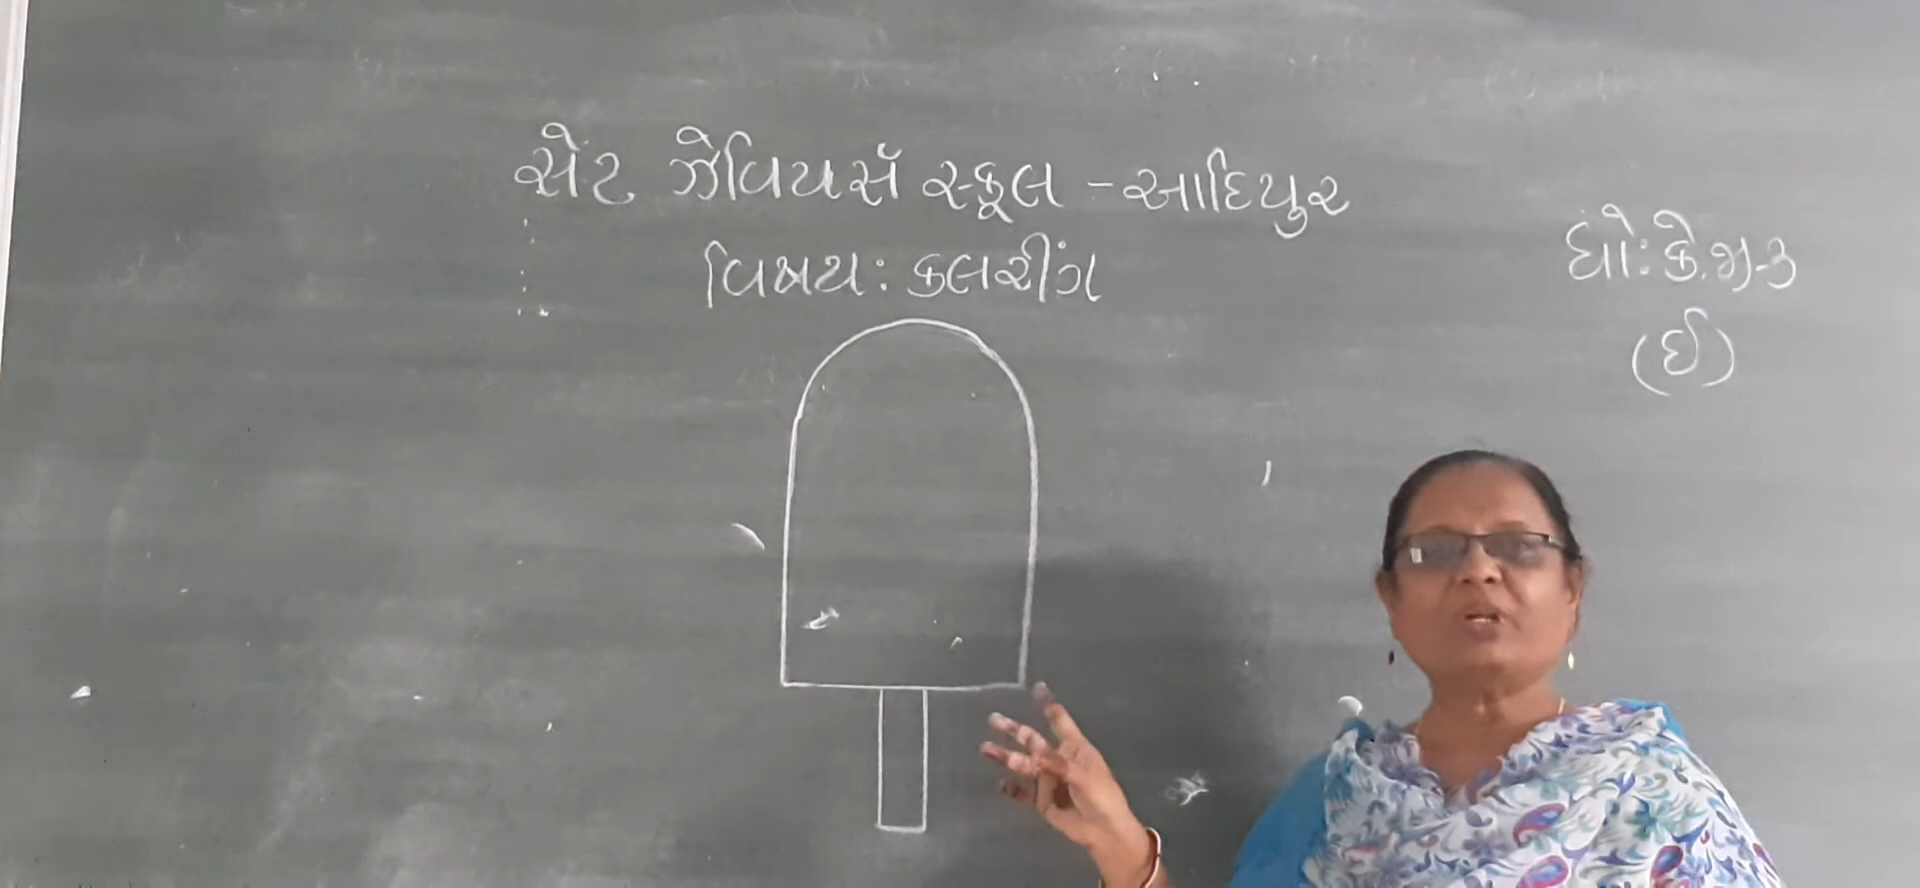 સેંટ ઝેવિયર્સ સ્કૂલ - આદિપુર
વિષય: કલરીંગ
ધો: કે.જી-૩
(ઈ)